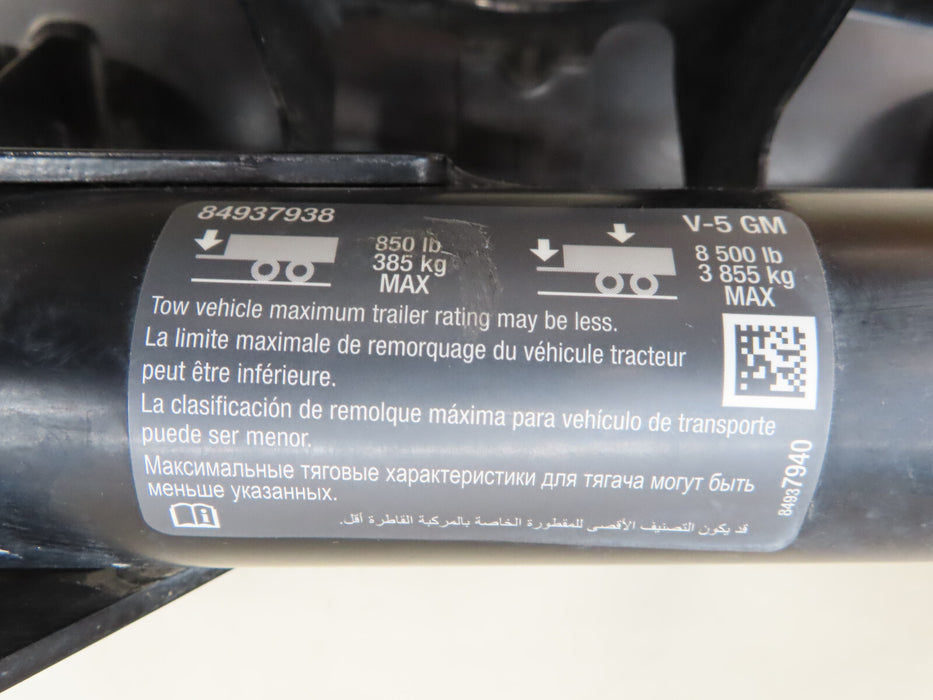 84937938
850 lb
385 kg
MAX
V-5 GM
8 500 lb
3 855 kg
MAX
Tow vehicle maximum trailer rating may be less.
La limite maximale de remorquage du véhicule tracteur
peut être inférieure.
La clasificación de remolque máxima para vehículo de transporte
puede ser menor.
Максимальные тяговые характеристики для тягача могут быть
меньше указанных.
قد يكون التصنيف الأقصى للمقطورة الخاصة بالمركبة القاطرة أقل.
84937940